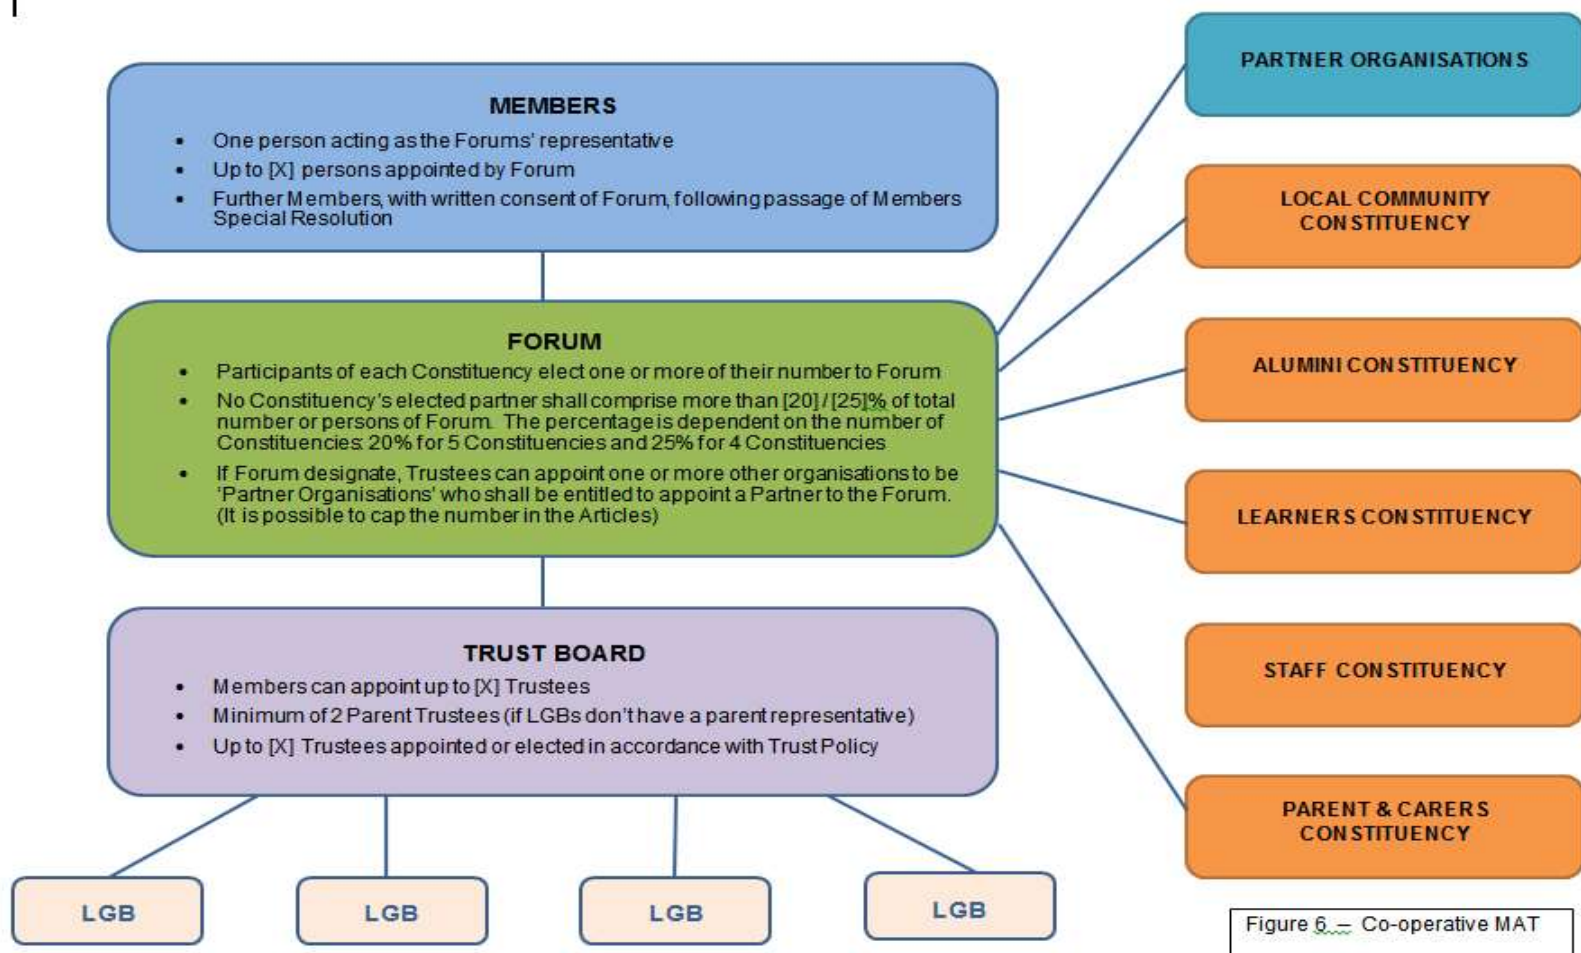 MEMBERS
• One person acting as the Forums' representative
• Up to [X] persons appointed by Forum
• Further Members, with written consent of Forum, following passage of Members
Special Resolution
FORUM
• Participants of each Constituency elect one or more of their number to Forum
• No Constituency's elected partner shall comprise more than [20] / [25]% of total
number or persons of Forum. The percentage is dependent on the number of
Constituencies: 20% for 5 Constituencies and 25% for 4 Constituencies
• If Forum designate, Trustees can appoint one or more other organisations to be
'Partner Organisations' who shall be entitled to appoint a Partner to the Forum.
(It is possible to cap the number in the Articles)
TRUST BOARD
• Members can appoint up to [X] Trustees
• Minimum of 2 Parent Trustees (if LGBs don't have a parent representative)
• Up to [X] Trustees appointed or elected in accordance with Trust Policy
LGB
LGB
LGB
LGB
PARTNER ORGANISATIONS
LOCAL COMMUNITY
CONSTITUENCY
ALUMINI CONSTITUENCY
LEARNERS CONSTITUENCY
STAFF CONSTITUENCY
PARENT & CARERS
CONSTITUENCY
Figure 6 – Co-operative MAT